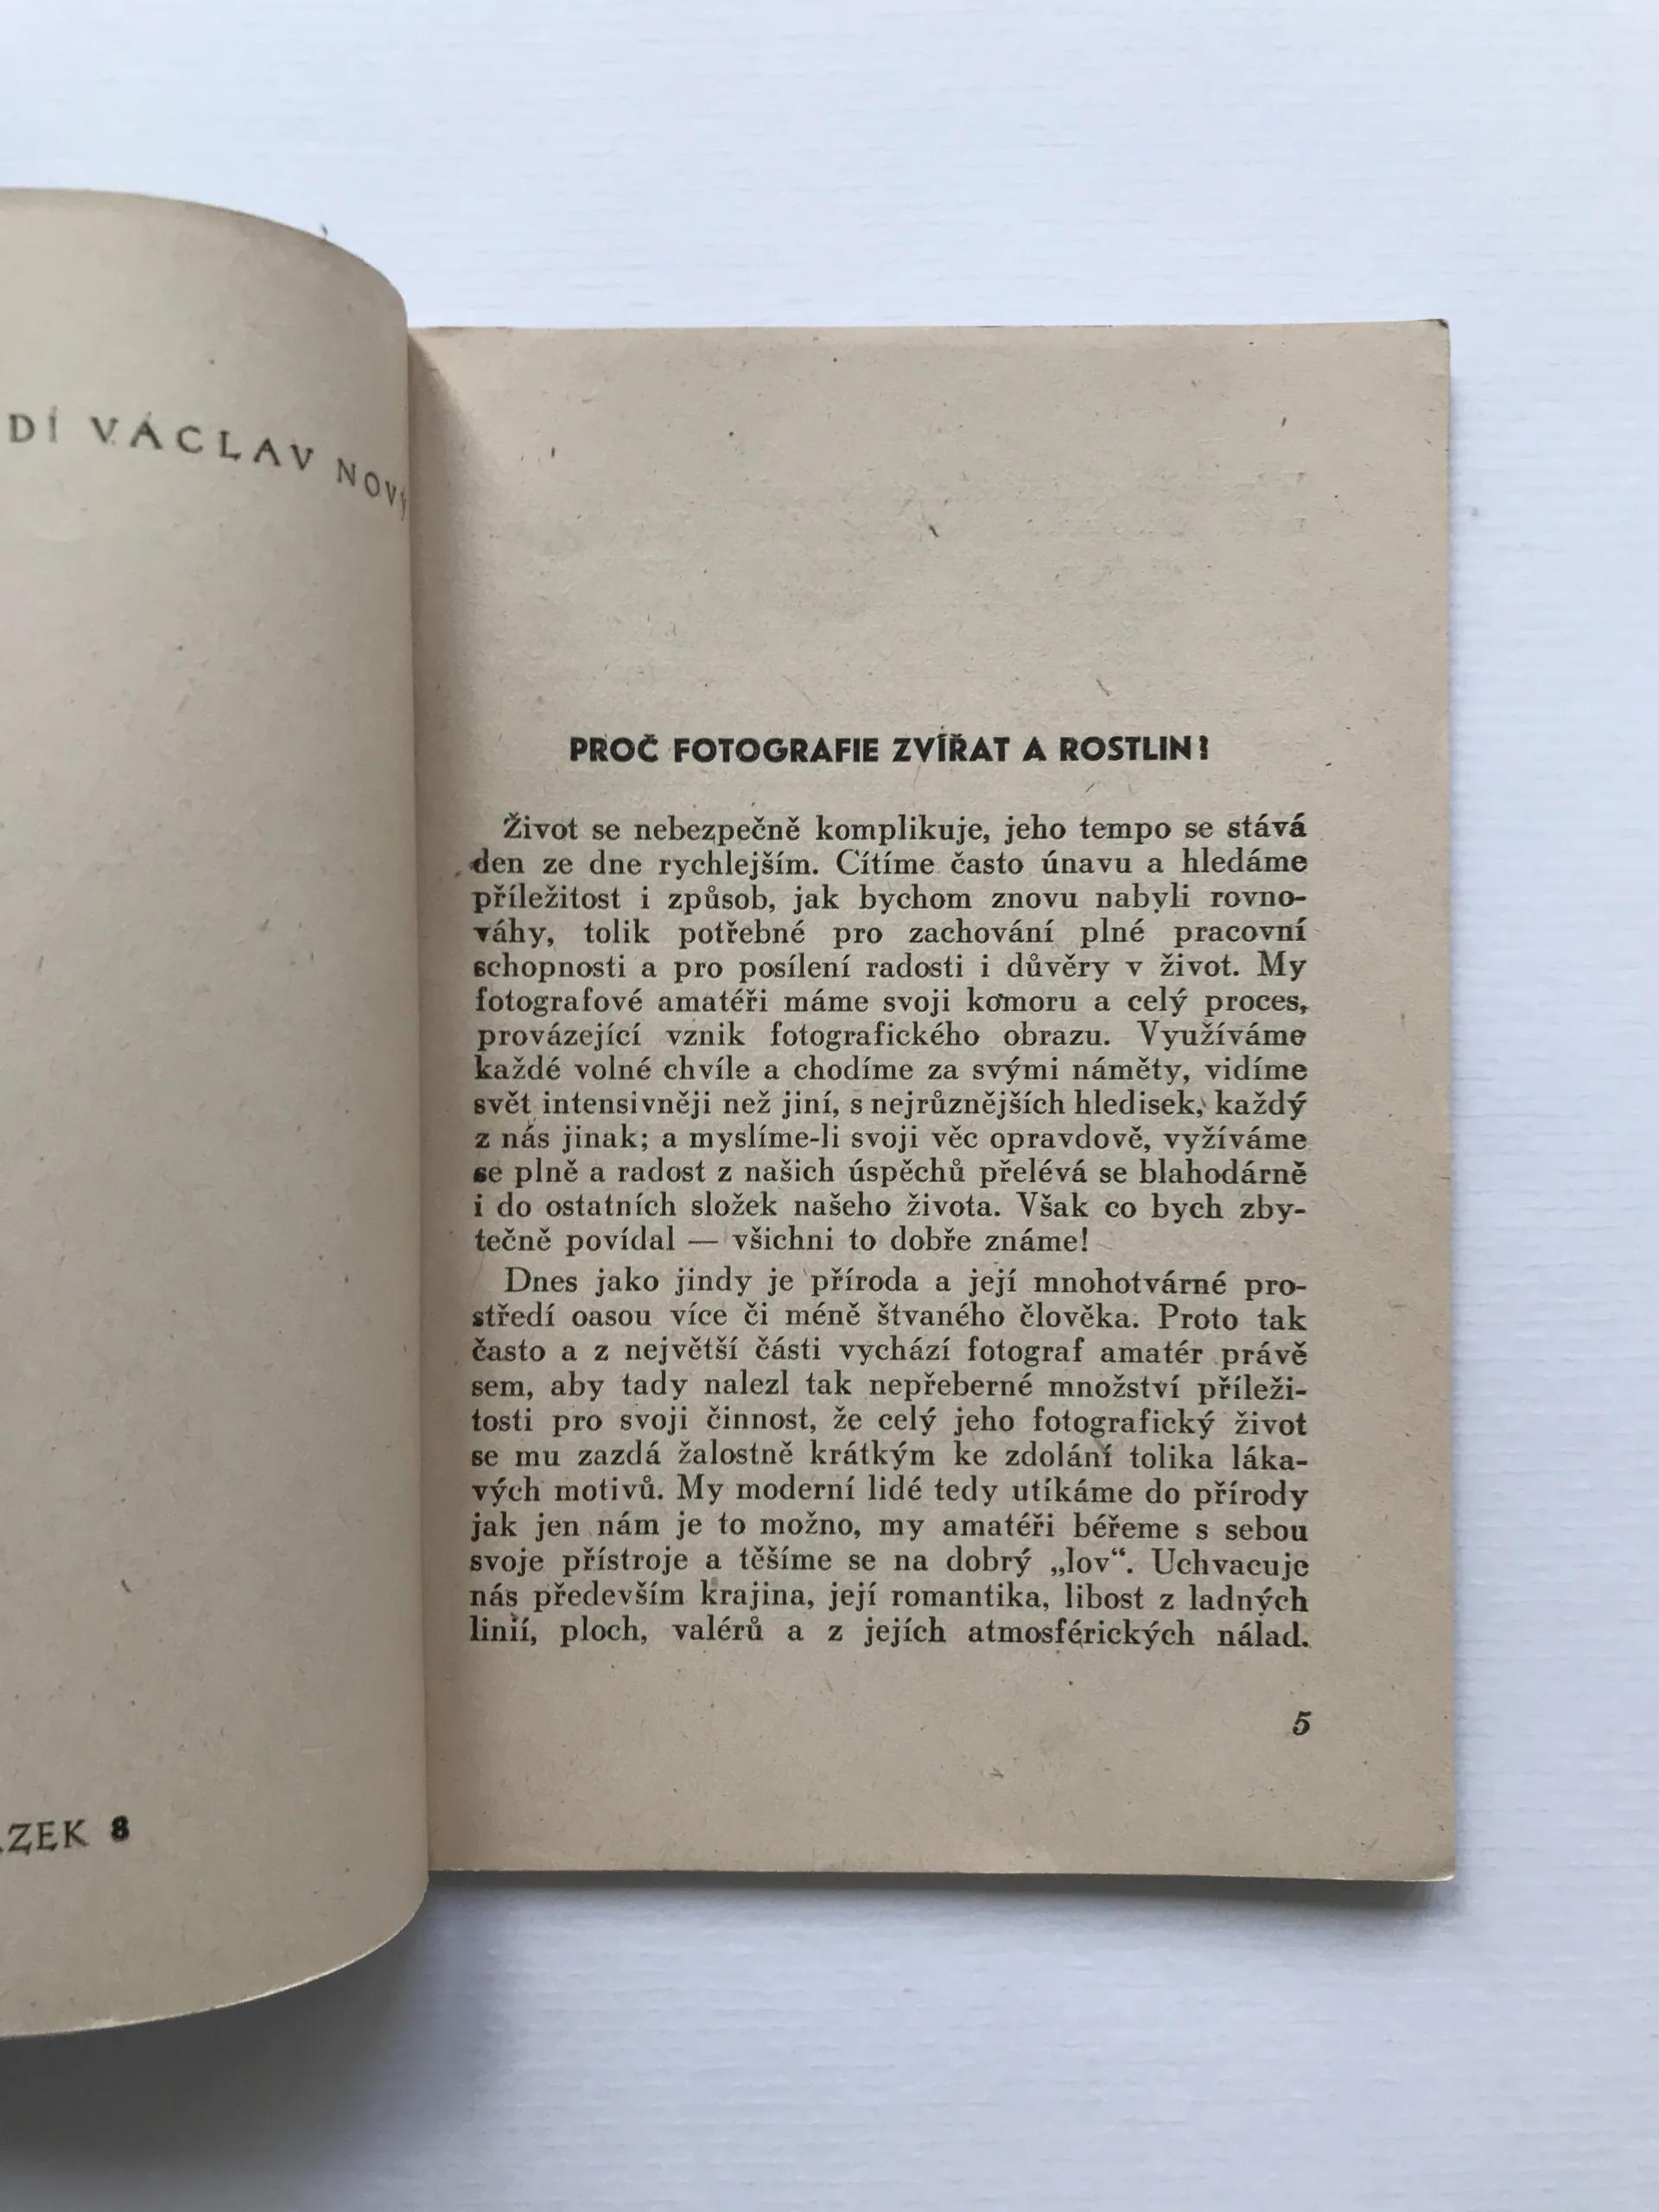 DÍ VÁCLAV NOVÝ
ZEK 8
PROČ FOTOGRAFIE ZVÍŘAT A ROSTLIN?
Život se nebezpečně komplikuje, jeho tempo se stává
den ze dne rychlejším. Cítíme často únavu a hledáme
příležitost i způsob, jak bychom znovu nabyli rovno-
váhy, tolik potřebné pro zachování plné pracovní
schopnosti a pro posílení radosti i důvěry v život. My
fotografové amatéři máme svoji komoru a celý proces,
provázející vznik fotografického obrazu. Využíváme
každé volné chvíle a chodíme za svými náměty, vidíme
svět intensivněji než jiní, s nejrůznějších hledisek, každý
z nás jinak; a myslíme-li svoji věc opravdově, vyžíváme
se plně a radost z našich úspěchů přelévá se blahodárně
i do ostatních složek našeho života. Však co bych zby-
tečně povídal — všichni to dobře známe!
Dnes jako jindy je příroda a její mnohotvárné pro-
středí oasou více či méně štvaného člověka. Proto tak
často a z největší části vychází fotograf amatér právě
sem, aby tady nalezl tak nepřeberné množství příleži-
tosti pro svoji činnost, že celý jeho fotografický život
se mu zazdá žalostně krátkým ke zdolání tolika láka-
vých motivů. My moderní lidé tedy utíkáme do přírody
jak jen nám je to možno, my amatéři béřeme s sebou
svoje přístroje a těšíme se na dobrý „lov“. Uchvacuje
nás především krajina, její romantika, libost z ladných
linií, ploch, valérů a z jejích atmosférických nálad.
5